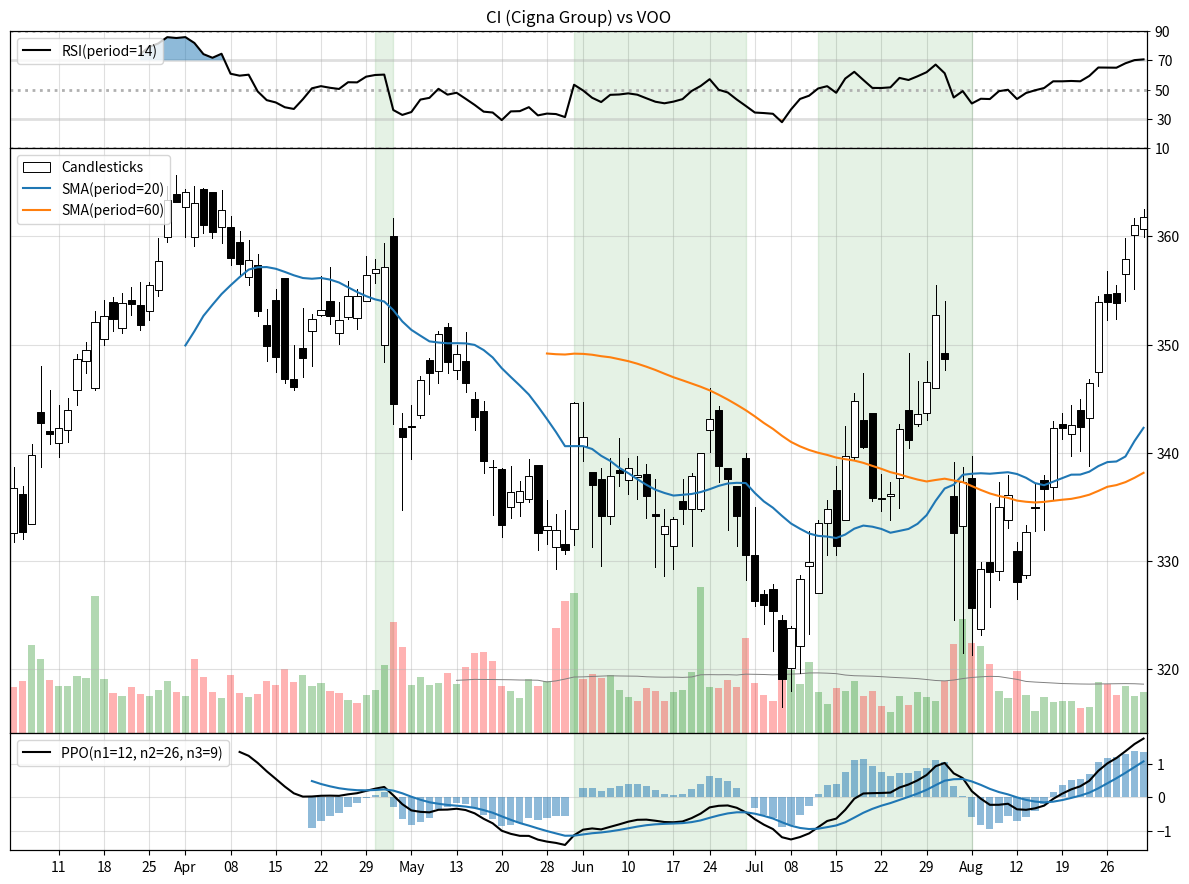 CI (Cigna Group) vs VOO
RSI(period=14)
90
70
50
30
10
Candlesticks
SMA(period=20)
SMA(period=60)
360
350
340
330
320
PPO(n1=12, n2=26, n3=9)
1
0
−1
11 18 25 Apr 08 15 22 29 May 13 20 28 Jun 10 17 24 Jul 08 15 22 29 Aug 12 19 26